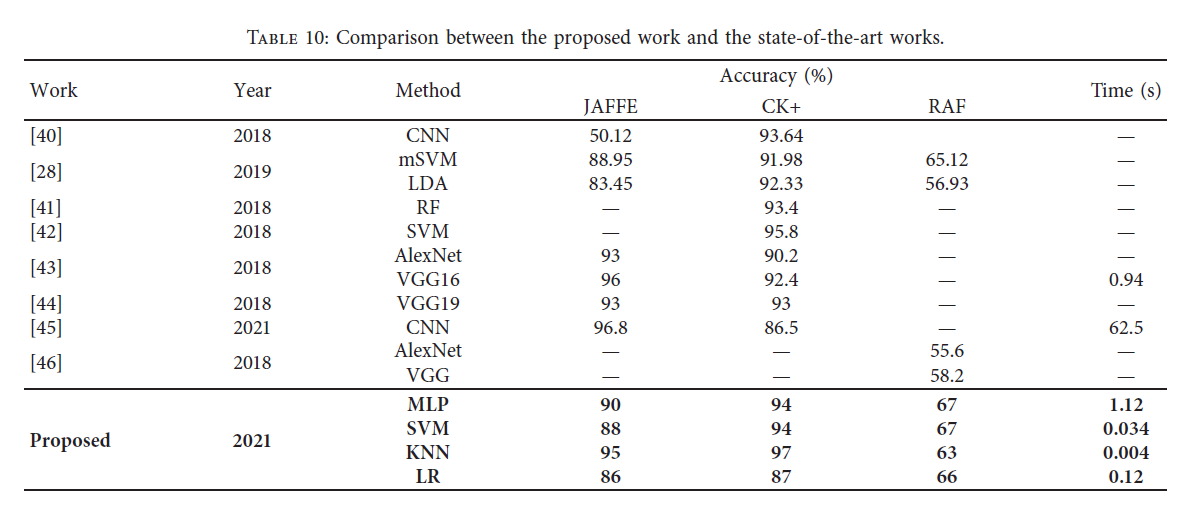 TABLE 10: Comparison between the proposed work and the state-of-the-art works.
Work Year Method Accuracy (%) Time (s)
JAFFE CK+ RAF
[40] 2018 CNN 50.12 93.64 —
[28] 2019 mSVM 88.95 91.98 65.12 —
LDA 83.45 92.33 56.93 —
[41] 2018 RF — 93.4 — —
[42] 2018 SVM — 95.8 — —
[43] 2018 AlexNet 93 90.2 — —
VGG16 96 92.4 — 0.94
[44] 2018 VGG19 93 93 — —
[45] 2021 CNN 96.8 86.5 — 62.5
[46] 2018 AlexNet — — 55.6 —
VGG — — 58.2 —
Proposed 2021 MLP 90 94 67 1.12
SVM 88 94 67 0.034
KNN 95 97 63 0.004
LR 86 87 66 0.12